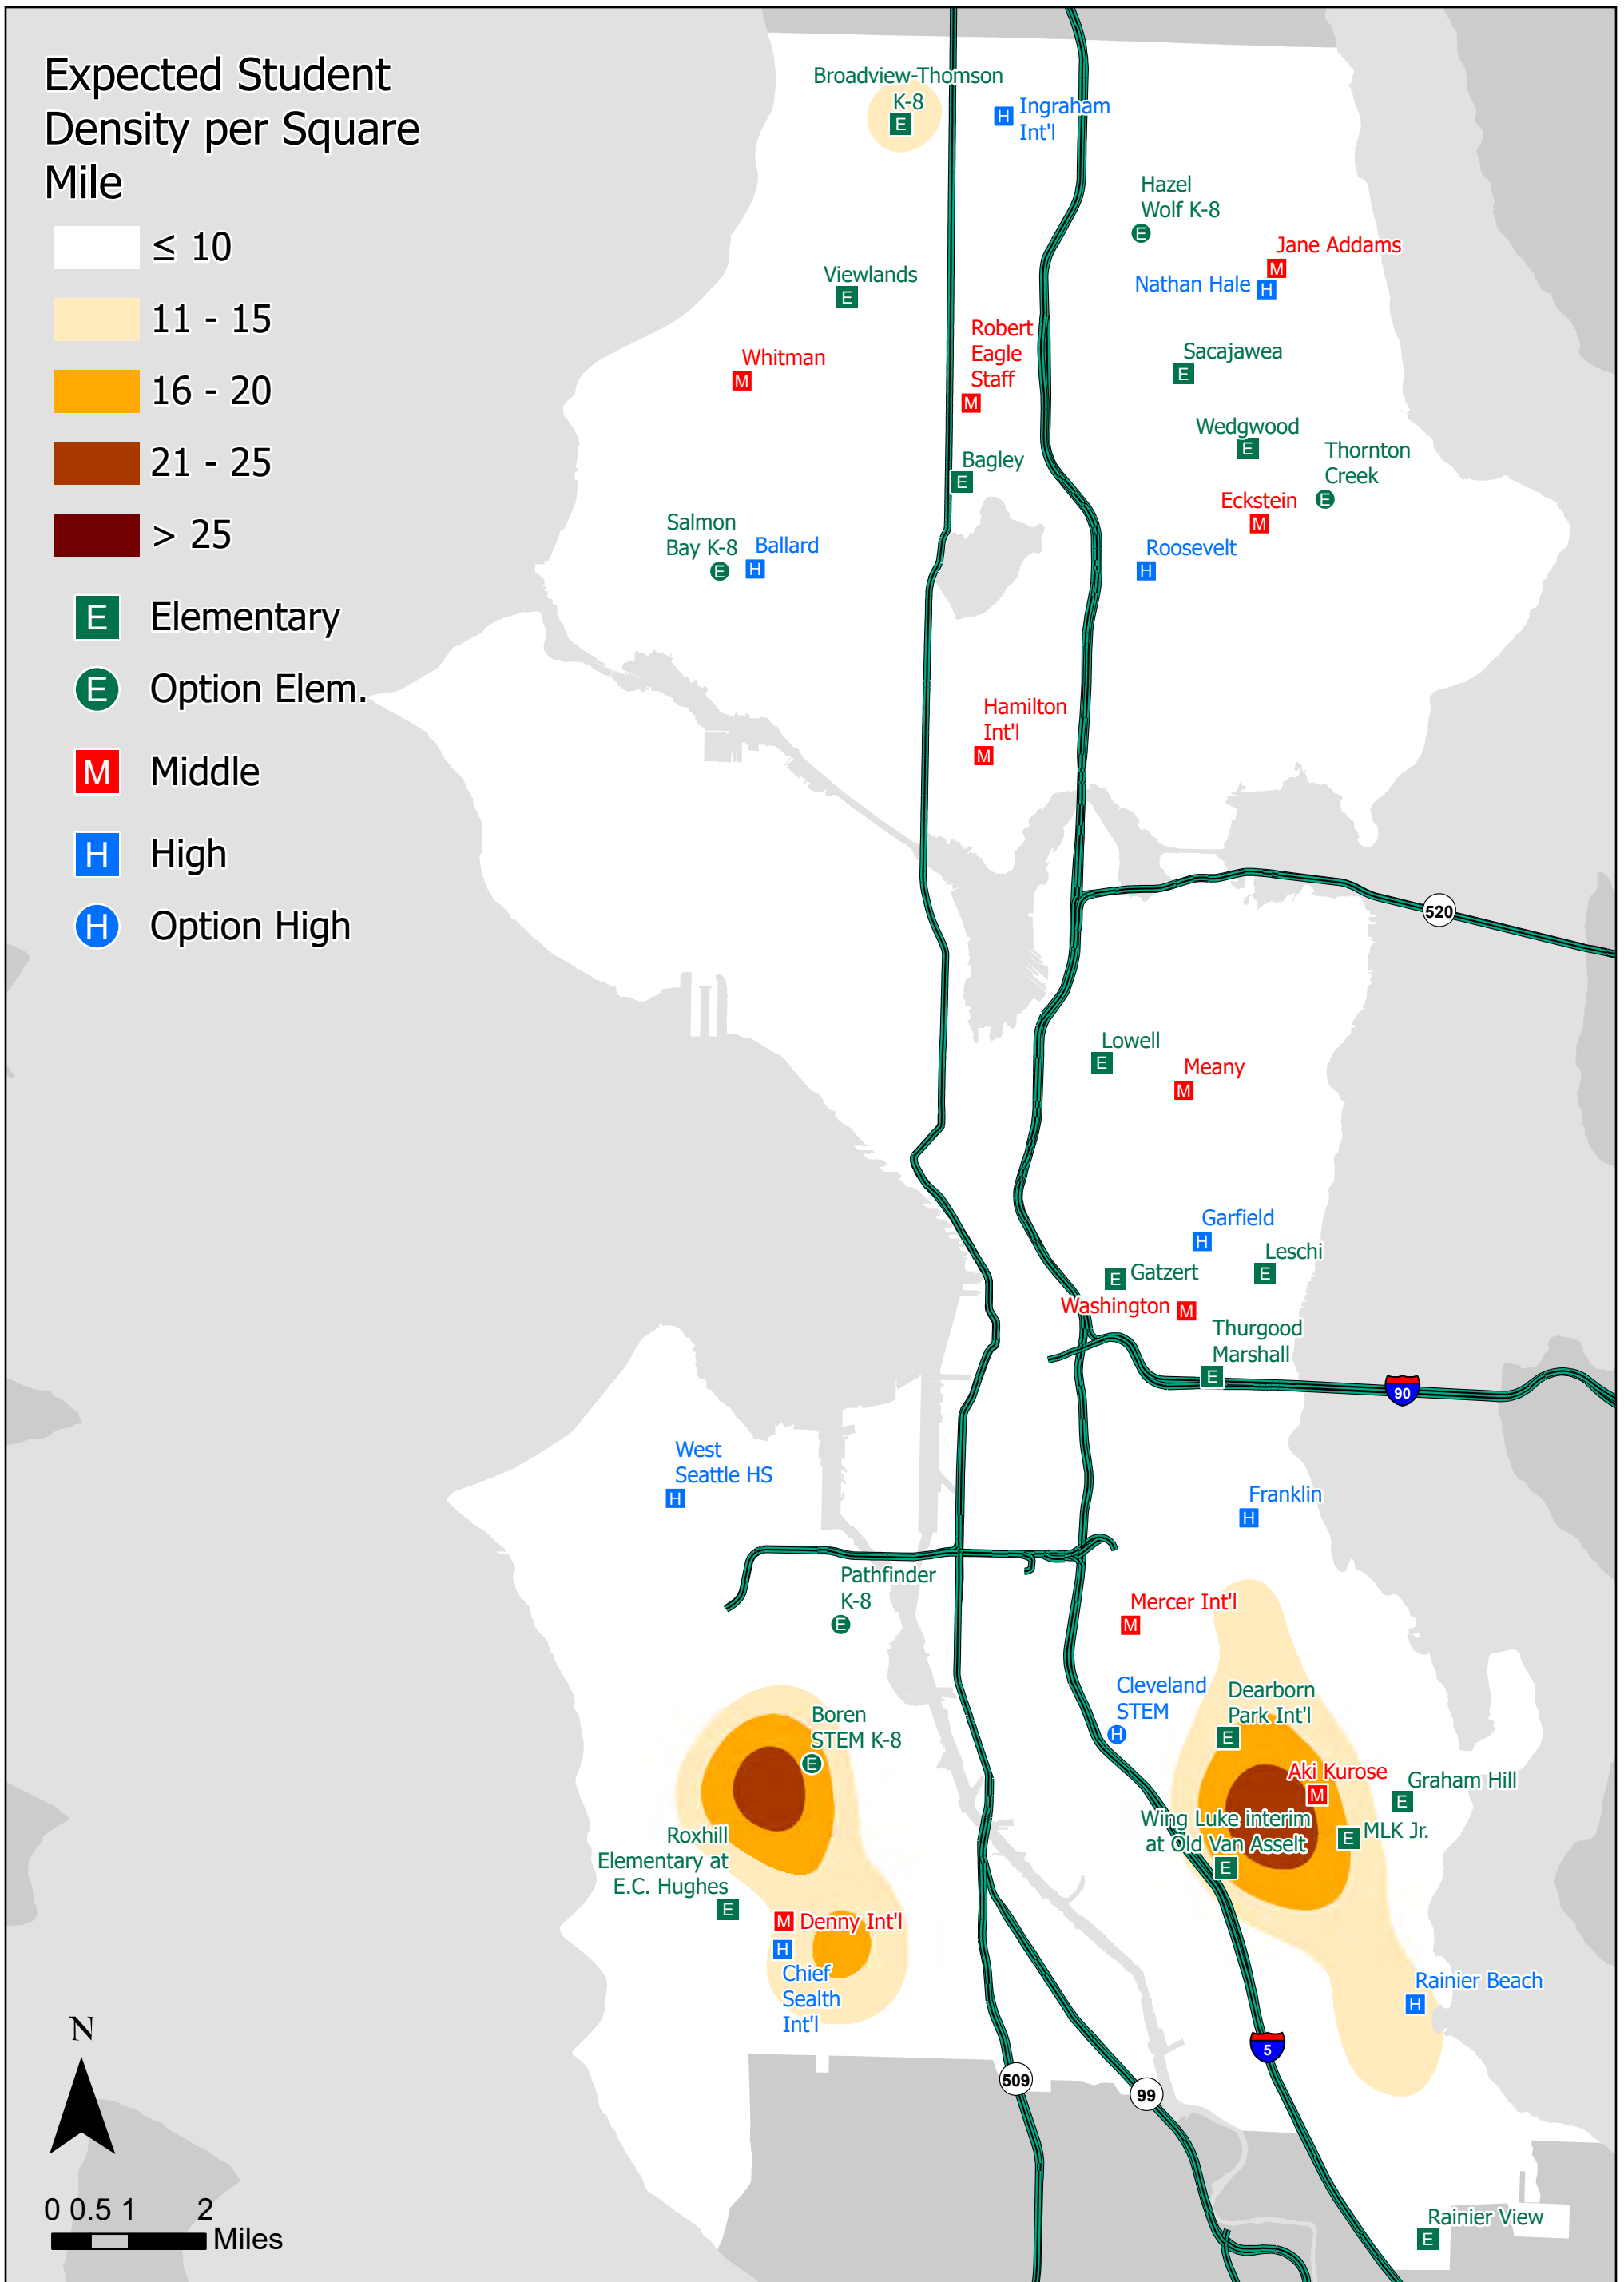 Expected Student
Density per Square
Mile
≤ 10
11 - 15
16 - 20
21 - 25
> 25
E Elementary
E Option Elem.
M Middle
H High
H Option High
Broadview-Thomson
K-8
E
H Ingraham
Int'l
Hazel
Wolf K-8
E
Jane Addams
M
Nathan Hale H
Viewlands
E
Robert
Eagle
Staff
M
Whitman
M
Sacajawea
E
Wedgwood
E
Thornton
Creek
E
Bagley
E
Eckstein
M
Salmon
Bay K-8
E
Ballard
H
Roosevelt
H
Hamilton
Int'l
M
520
Lowell
E
Meany
M
Garfield
H
Leschi
E
E Gatzert
Washington M
Thurgood
Marshall
E
90
West
Seattle HS
H
Franklin
H
Pathfinder
K-8
E
Mercer Int'l
M
Cleveland
STEM
H
Dearborn
Park Int'l
E
Boren
STEM K-8
E
Aki Kurose
M
Graham Hill
E
Wing Luke interim
at Old Van Asselt
E
E MLK Jr.
Roxhill
Elementary at
E.C. Hughes
E
M Denny Int'l
H
Chief
Sealth
Int'l
Rainier Beach
H
5
509
99
N
0 0.5 1 2
Miles
Rainier View
E